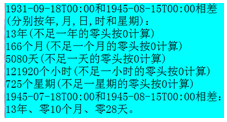 1931-09-18T00:00和1945-08-15T00:00相差
(分别按年,月,日,时和星期):
13年(不足一年的零头按0计算)
166个月(不足一个月的零头按0计算)
5080天(不足一天的零头按0计算)
121920个小时(不足一小时的零头按0计算)
725个星期(不足一星期的零头按0计算)
1945-07-18T00:00和1945-08-15T00:00相差:
13年、零10个月、零28天。